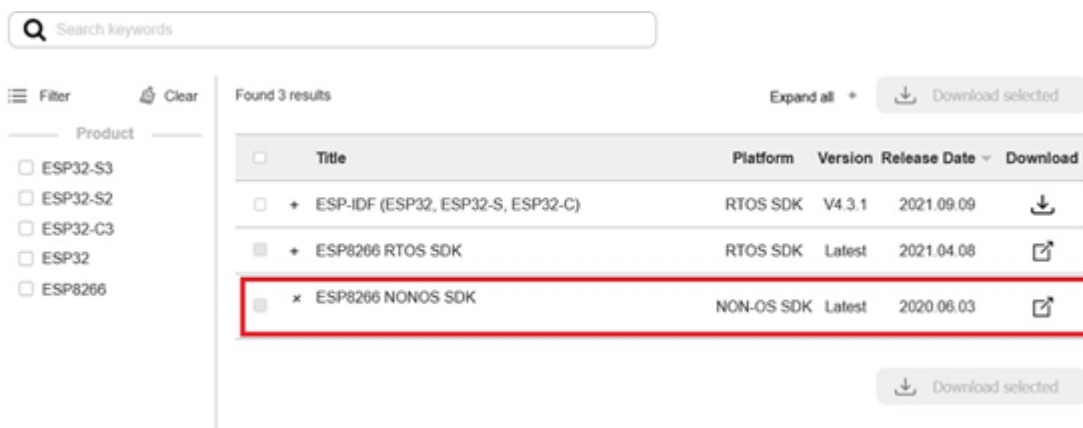 Search keywords
Filter Clear
Product
ESP32-S3
ESP32-S2
ESP32-C3
ESP32
ESP8266
Found 3 results Expand all + Download selected
Title Platform Version Release Date Download
+ ESP-IDF (ESP32, ESP32-S, ESP32-C) RTOS SDK V4.3.1 2021.09.09
+ ESP8266 RTOS SDK RTOS SDK Latest 2021.04.08
ESP8266 NONOS SDK NON-OS SDK Latest 2020.06.03
Download selected